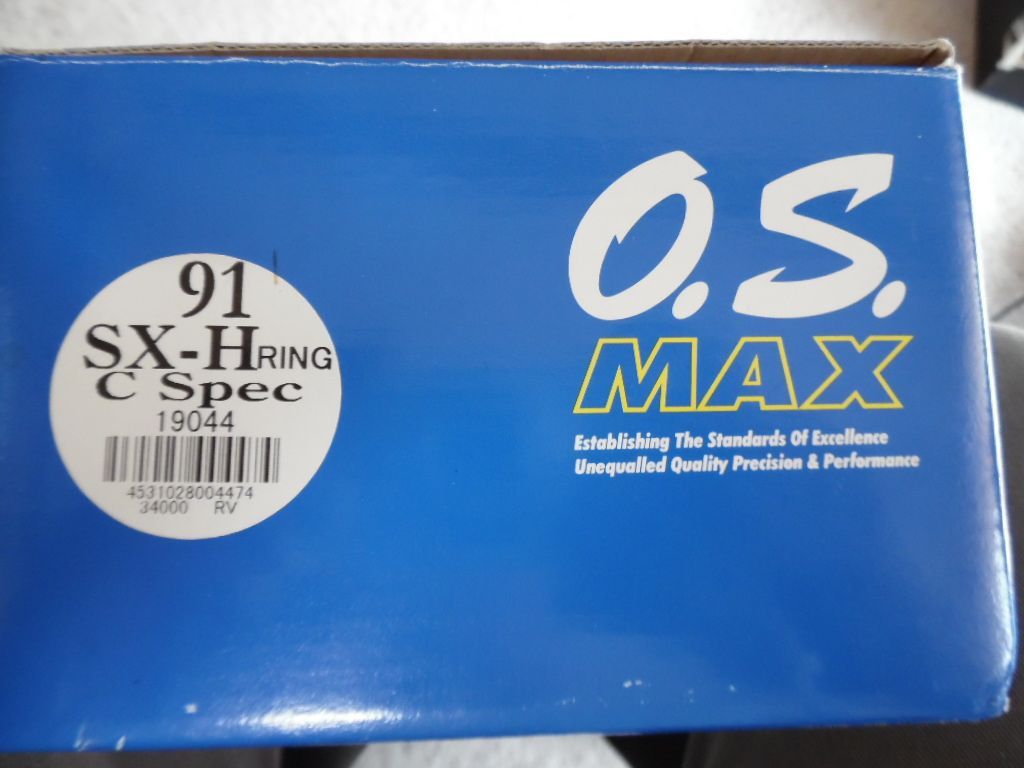 91
SX-HRING
C Spec
19044
4531028004474
34000 RV
O.S.
MAX
Establishing The Standards Of Excellence
Unequalled Quality Precision & Performance